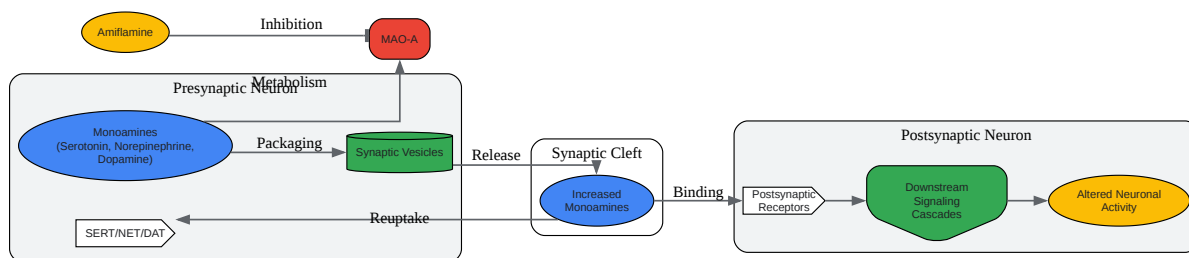 Amiflamine
Inhibition
MAO-A
Metabolism
Presynaptic Neuron
Monoamines
(Serotonin, Norepinephrine,
Dopamine)
Packaging
Synaptic Vesicles
Release
Synaptic Cleft
Increased
Monoamines
Reuptake
SERT/NET/DAT
Binding
Postsynaptic Neuron
Postsynaptic
Receptors
Downstream
Signaling
Cascades
Altered Neuronal
Activity